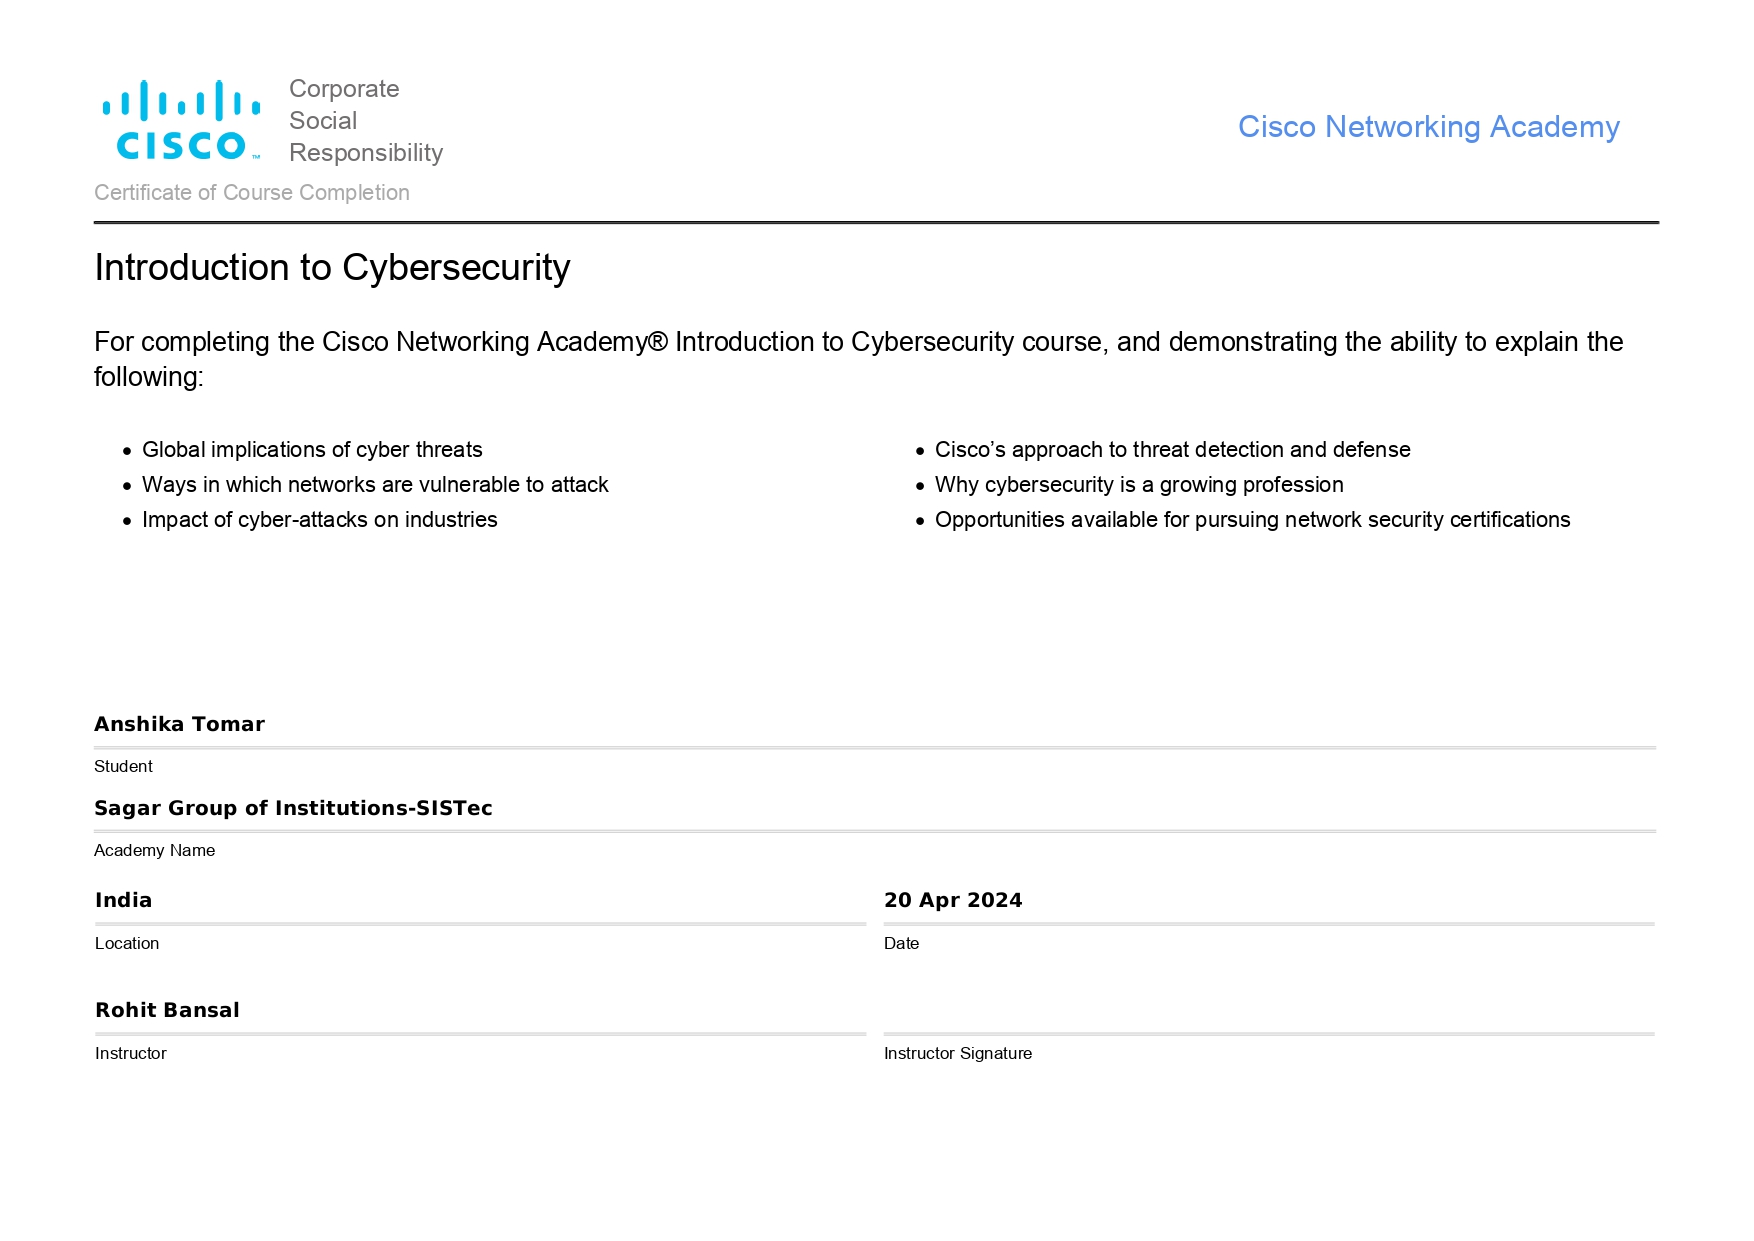 CISCO™
Corporate
Social
Responsibility
Cisco Networking Academy
Certificate of Course Completion
Introduction to Cybersecurity
For completing the Cisco Networking Academy® Introduction to Cybersecurity course, and demonstrating the ability to explain the
following:
• Global implications of cyber threats
• Ways in which networks are vulnerable to attack
• Impact of cyber-attacks on industries
• Cisco’s approach to threat detection and defense
• Why cybersecurity is a growing profession
• Opportunities available for pursuing network security certifications
Anshika Tomar
Student
Sagar Group of Institutions-SISTec
Academy Name
India
Location
20 Apr 2024
Date
Rohit Bansal
Instructor
Instructor Signature